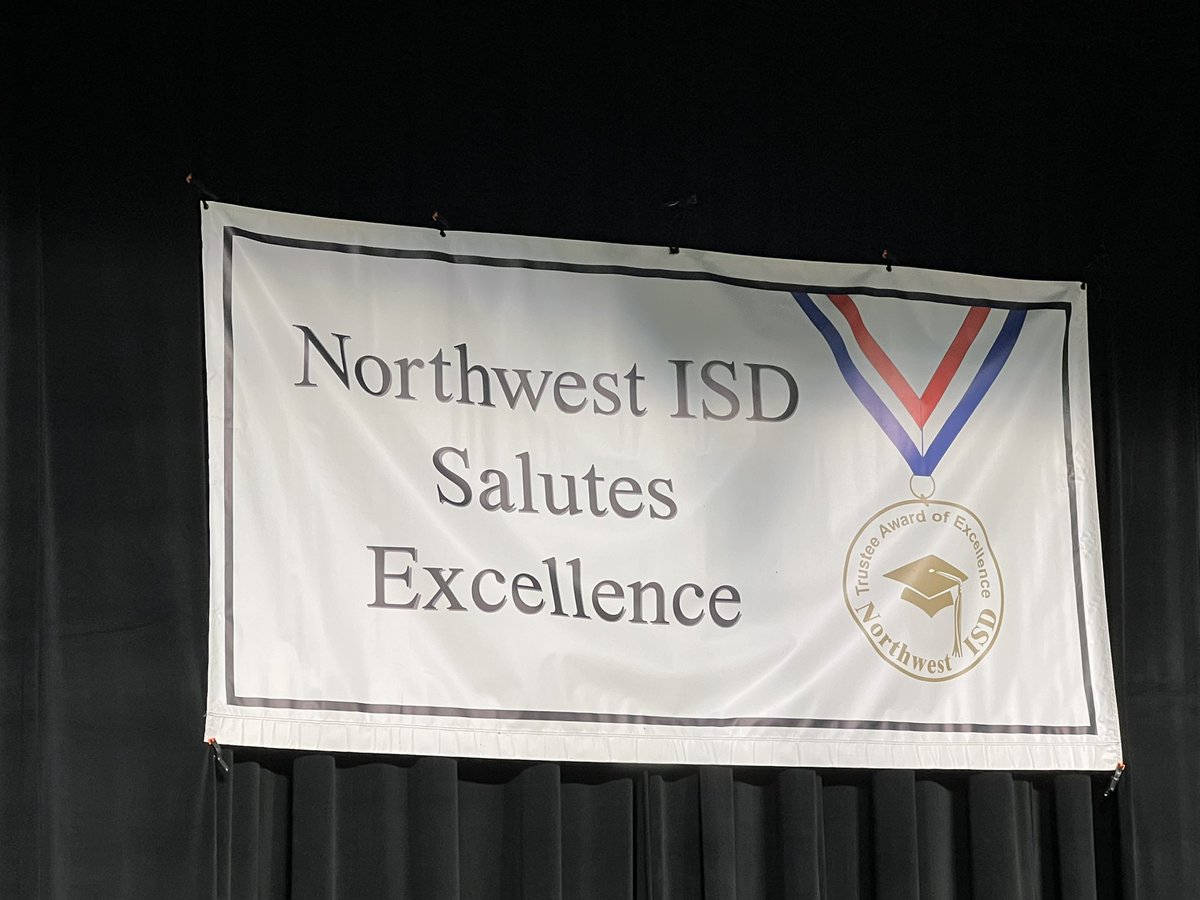 Northwest ISD
Salutes
Excellence
Trustee Award of Excellence
Northwest ISD